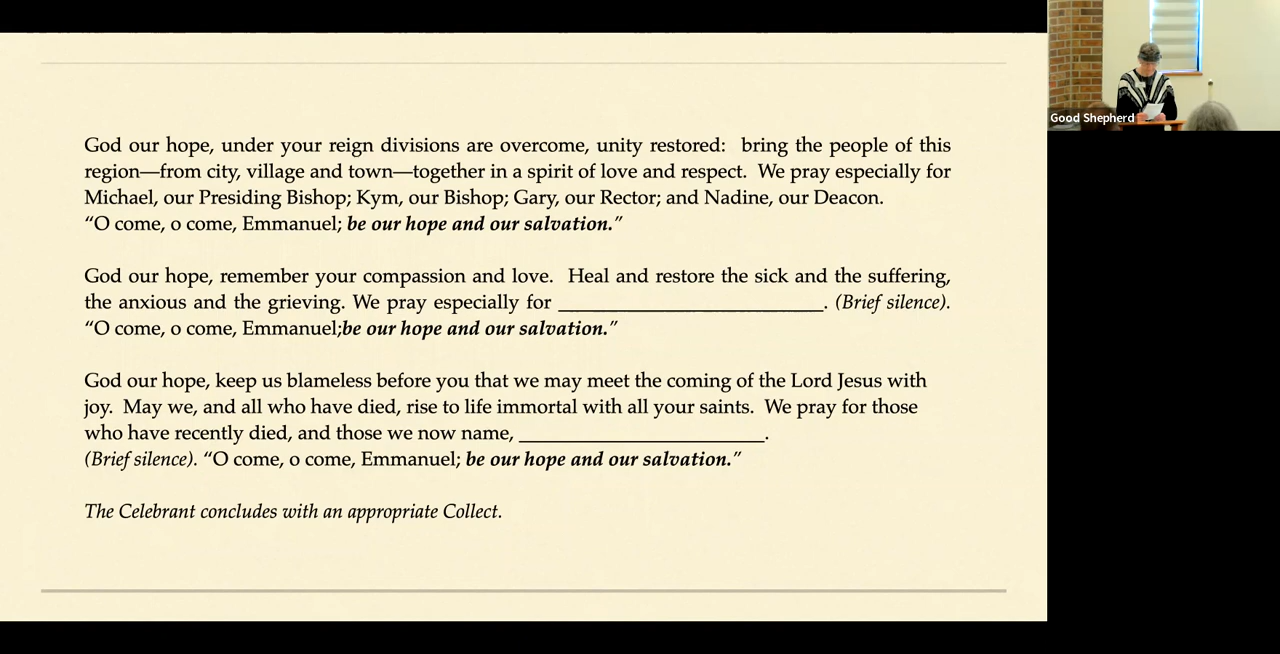 God our hope, under your reign divisions are overcome, unity restored:  bring the people of this
region—from city, village and town—together in a spirit of love and respect.  We pray especially for
Michael, our Presiding Bishop; Kym, our Bishop; Gary, our Rector; and Nadine, our Deacon.
“O come, o come, Emmanuel; be our hope and our salvation.”
God our hope, remember your compassion and love.  Heal and restore the sick and the suffering,
the anxious and the grieving. We pray especially for __________________________. (Brief silence).
“O come, o come, Emmanuel;be our hope and our salvation.”
God our hope, keep us blameless before you that we may meet the coming of the Lord Jesus with
joy.  May we, and all who have died, rise to life immortal with all your saints.  We pray for those
who have recently died, and those we now name, ________________________.
(Brief silence). “O come, o come, Emmanuel; be our hope and our salvation.”
The Celebrant concludes with an appropriate Collect.
Good Shepherd